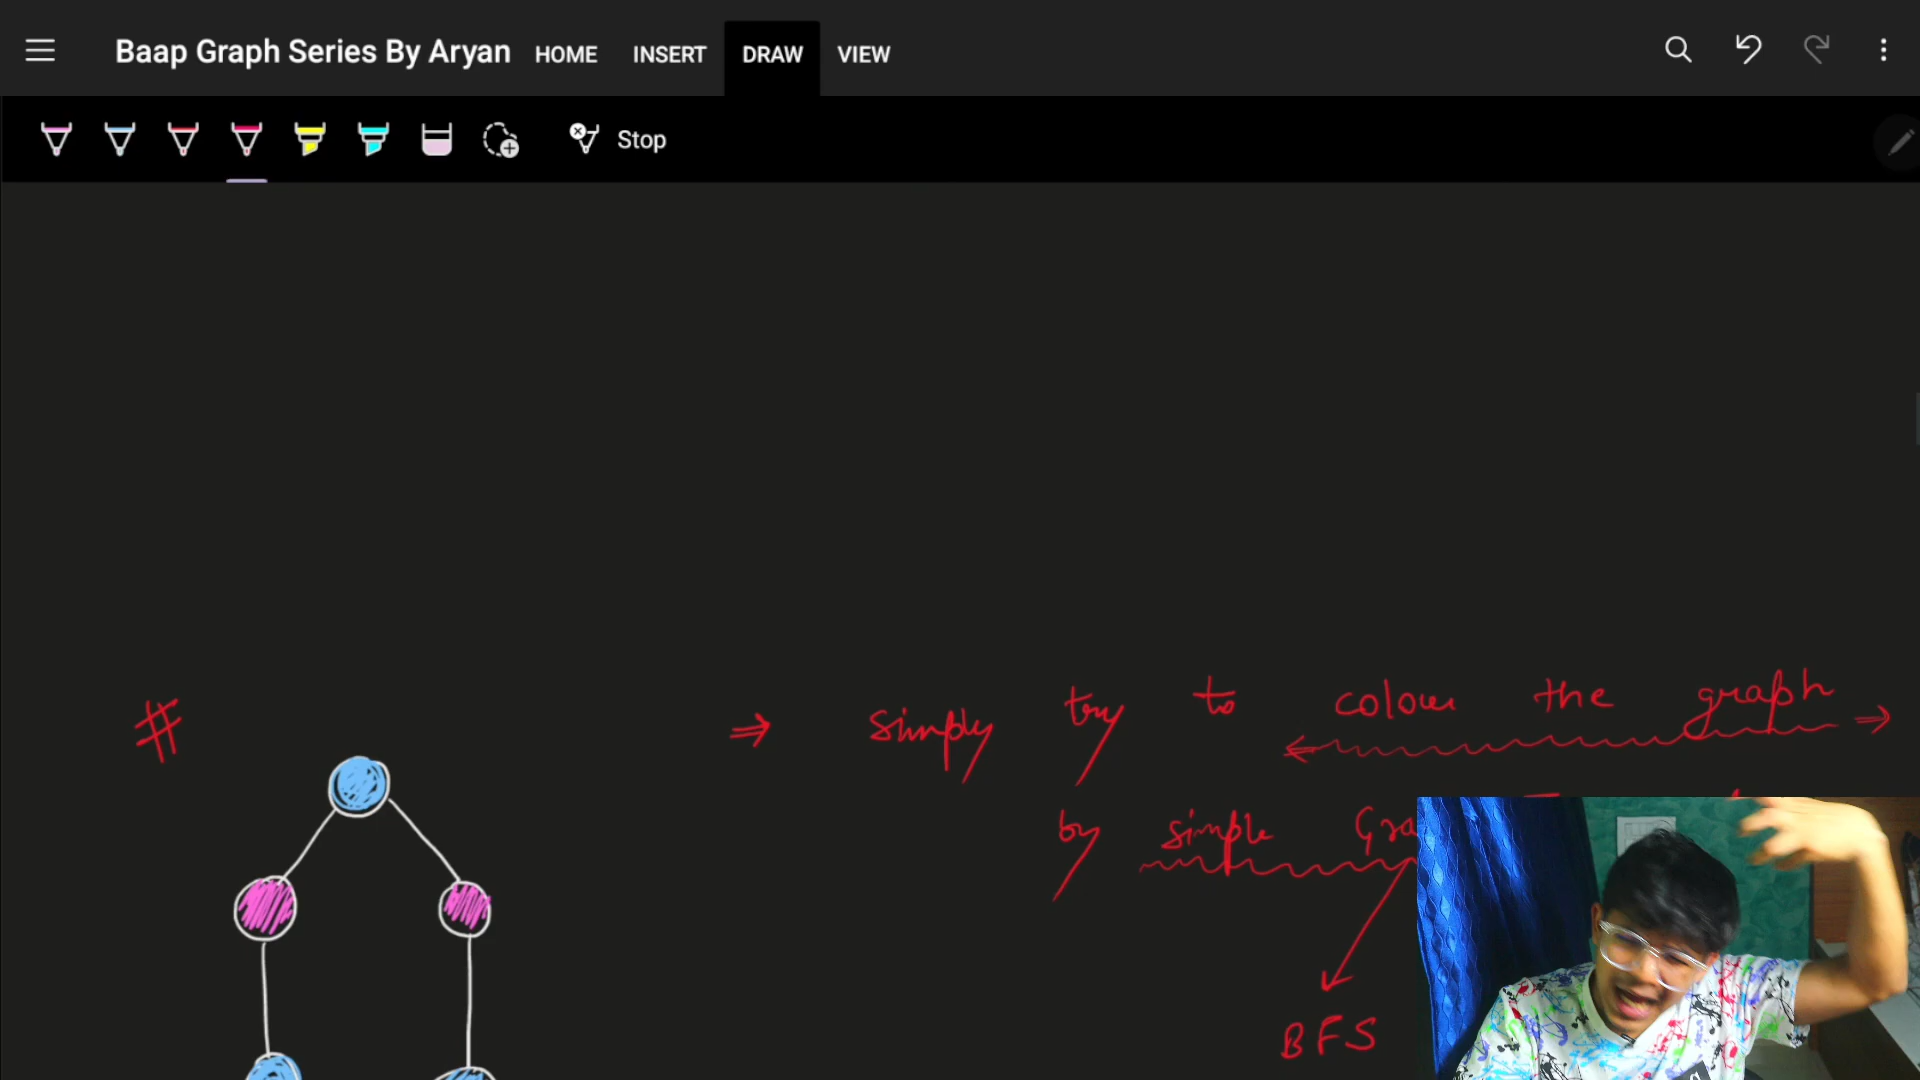 Baap Graph Series By Aryan HOME INSERT DRAW VIEW
Stop
# ⇒ simply try to colour the graph
by simple Gra
BFS